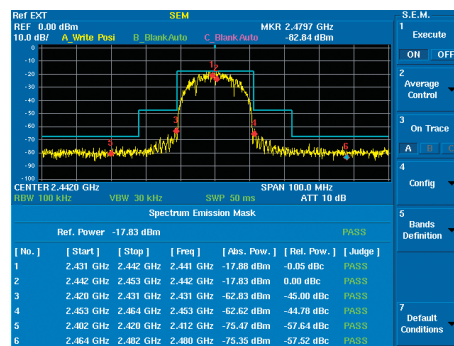 Ref EXT SEM S.E.M.
REF 0.00 dBm MKR 2.4797 GHz
10.0 dB/ A_Write Posi B_Blank Auto C_Blank Auto -82.84 dBm
1 Execute
ON OFF
2 Average Control
3 On Trace
A B C
4 Config
5 Bands Definition
7 Default Conditions
0
-10
-20
-30
-40
-50
-60
-70
-80
-90
-100
CENTER 2.4420 GHz SPAN 100.0 MHz
RBW 100 kHz VBW 30 kHz SWP 50 ms ATT 10 dB
Spectrum Emission Mask
Ref. Power -17.83 dBm PASS
[ No. ] [ Start ] [ Stop ] [ Freq ] [ Abs. Pow. ] [ Rel. Pow. ] [ Judge ]
1 2.431 GHz 2.442 GHz 2.441 GHz -17.88 dBm -0.05 dBc PASS
2 2.442 GHz 2.453 GHz 2.442 GHz -17.83 dBm 0.00 dBc PASS
3 2.420 GHz 2.431 GHz 2.431 GHz -62.83 dBm -45.00 dBc PASS
4 2.453 GHz 2.464 GHz 2.453 GHz -62.62 dBm -44.78 dBc PASS
5 2.402 GHz 2.420 GHz 2.412 GHz -75.47 dBm -57.64 dBc PASS
6 2.464 GHz 2.482 GHz 2.480 GHz -75.35 dBm -57.52 dBc PASS